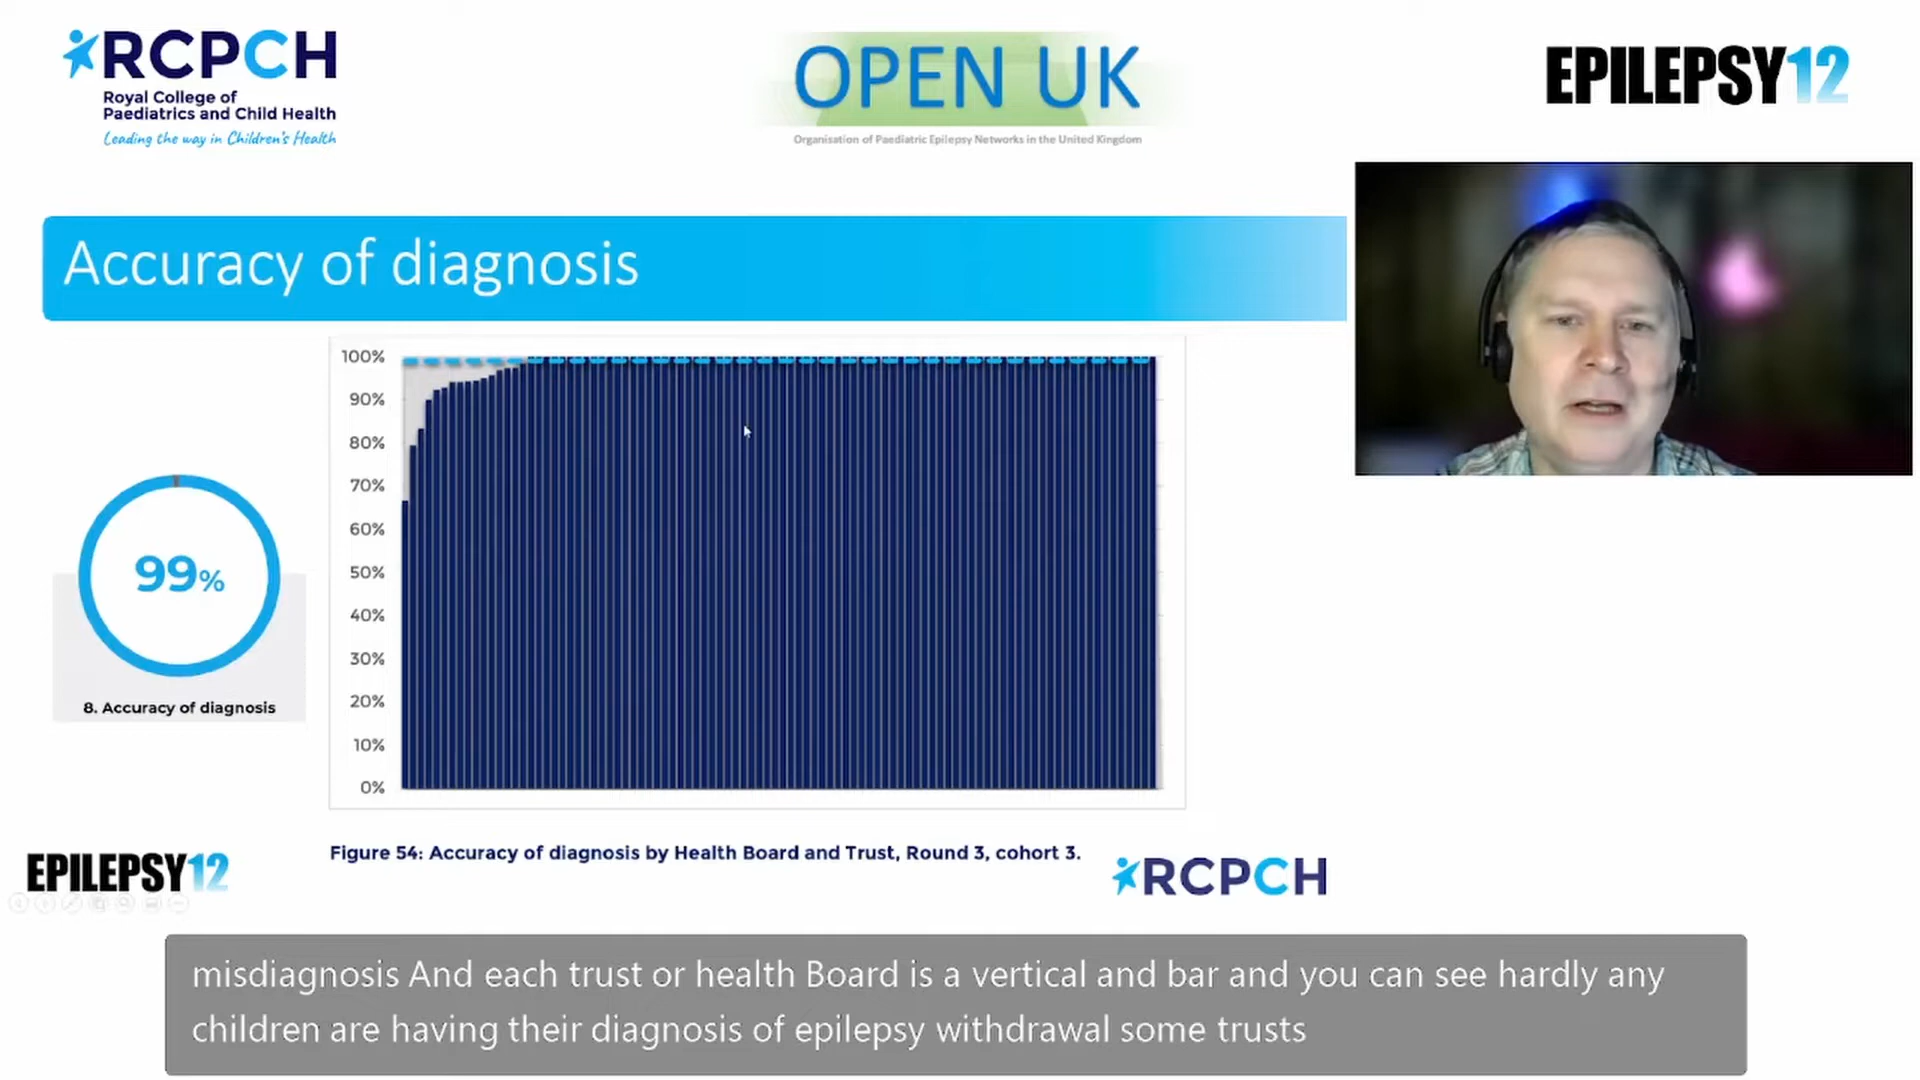 RCPCH
Royal College of
Paediatrics and Child Health
Leading the way in Children's Health
OPEN UK
Organisation of Paediatric Epilepsy Networks in the United Kingdom
EPILEPSY12
Accuracy of diagnosis
100%
90%
80%
70%
60%
50%
40%
30%
20%
10%
0%
99%
8. Accuracy of diagnosis
Figure 54: Accuracy of diagnosis by Health Board and Trust, Round 3, cohort 3.
EPILEPSY12
RCPCH
misdiagnosis And each trust or health Board is a vertical and bar and you can see hardly any
children are having their diagnosis of epilepsy withdrawal some trusts